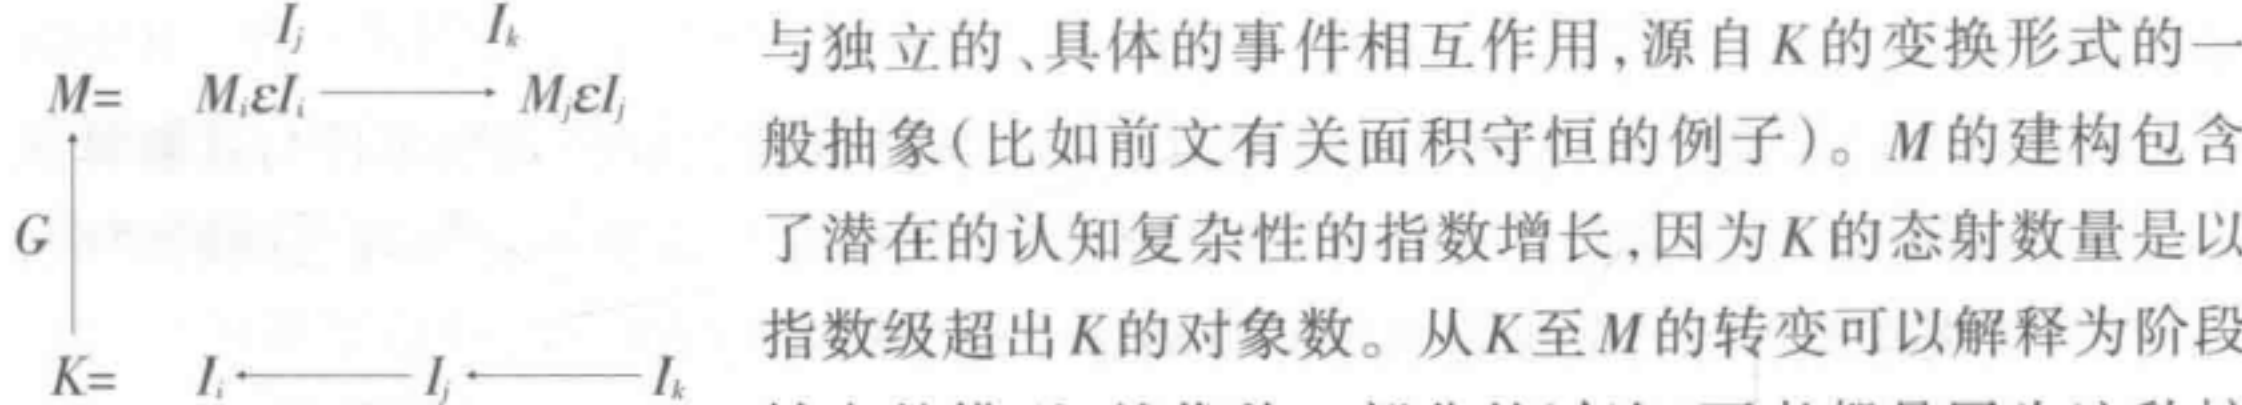 I_j I_k
M= M_iεI_i ⟶ M_jεI_j
G
K= I_i ⟵ I_j ⟵ I_k
与独立的、具体的事件相互作用,源自K的变换形式的一
般抽象(比如前文有关面积守恒的例子)。M的建构包含
了潜在的认知复杂性的指数增长,因为K的态射数量是以
指数级超出K的对象数。从K至M的转变可以解释为阶段